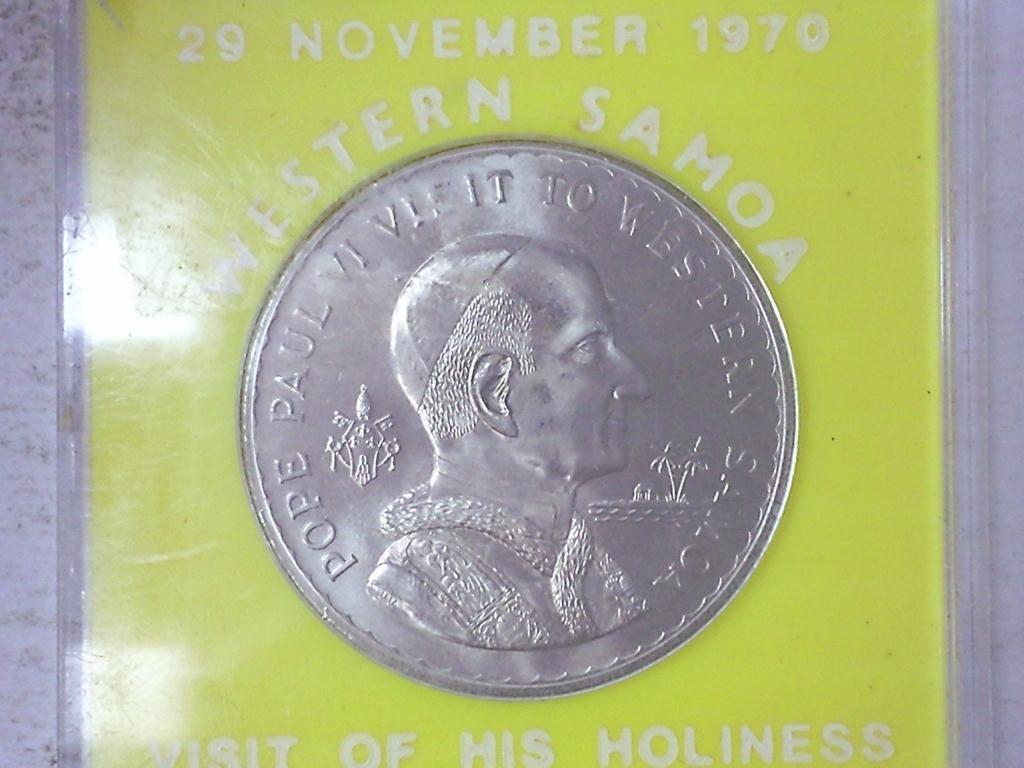 29 NOVEMBER 1970
WESTERN SAMOA
POPE PAUL VI VISIT TO WESTERN SAMOA
VISIT OF HIS HOLINESS